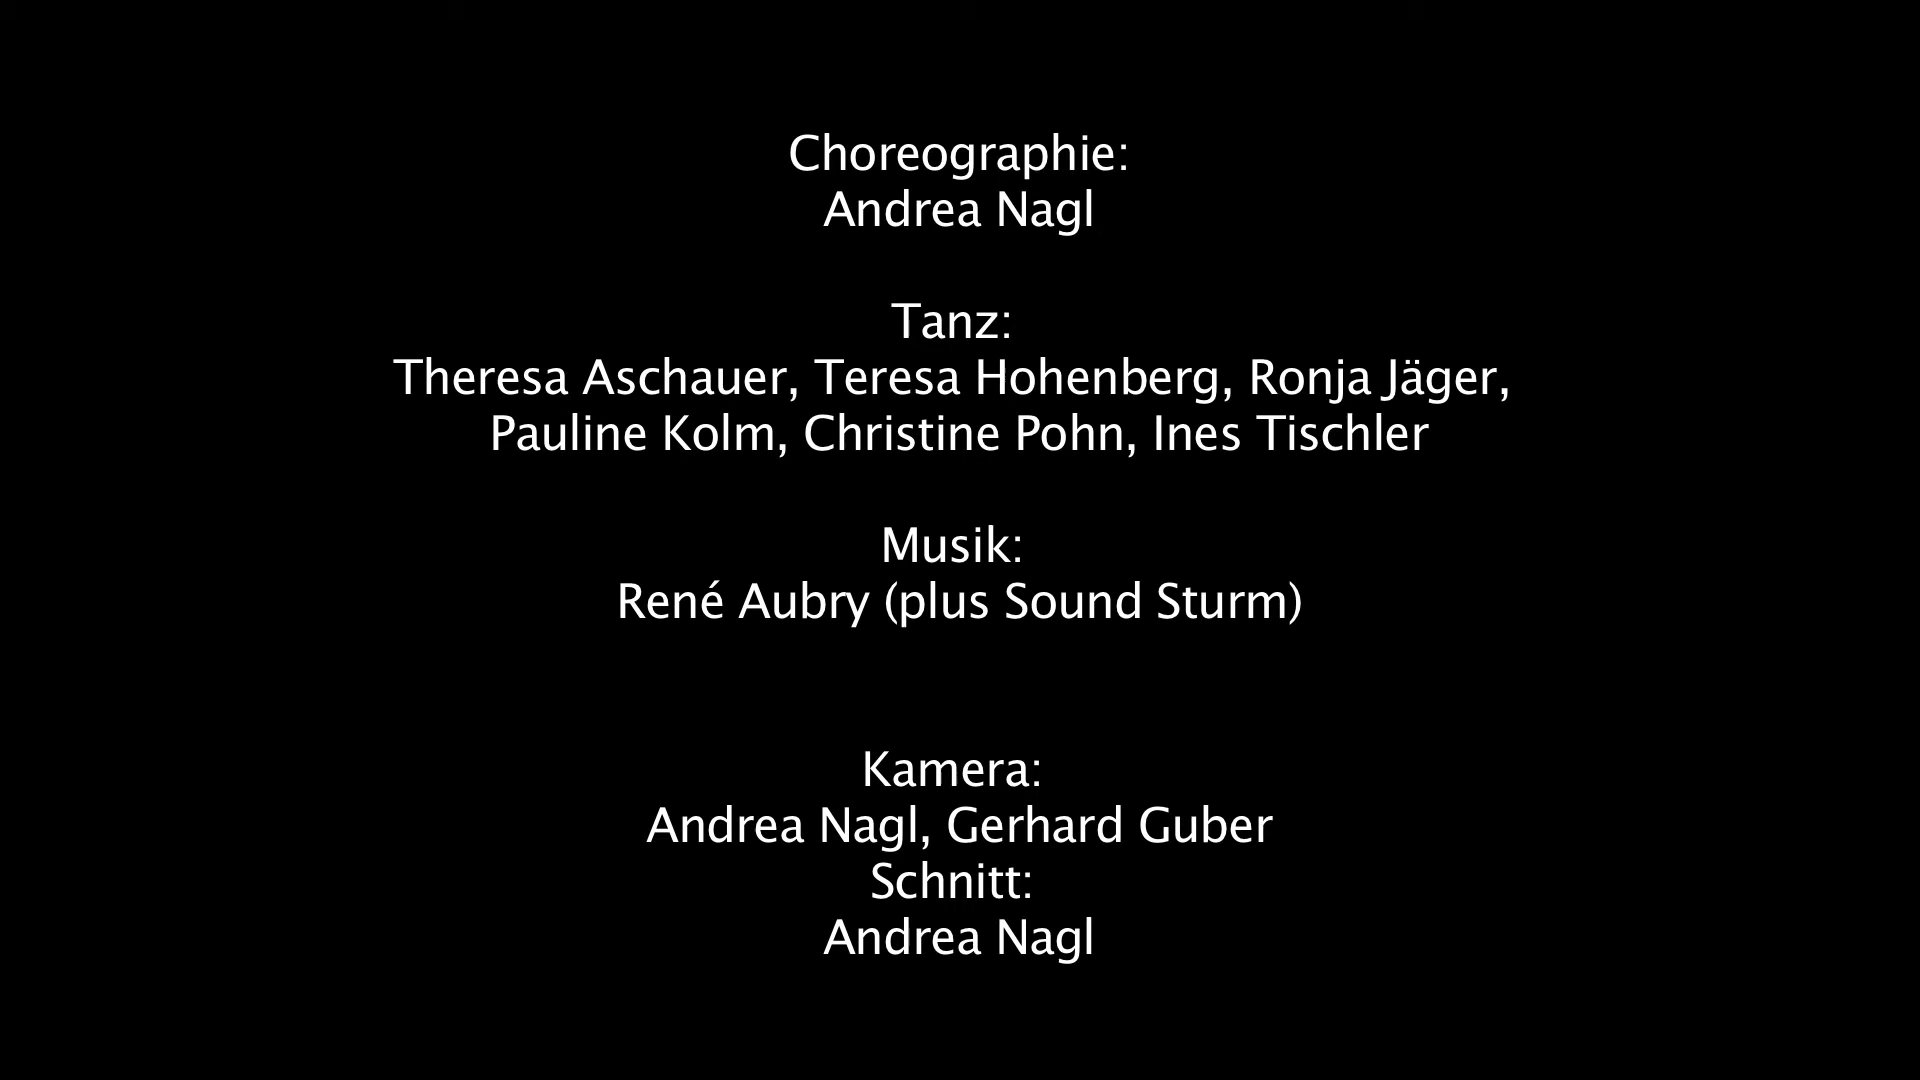 Choreographie:
Andrea Nagl
Tanz:
Theresa Aschauer, Teresa Hohenberg, Ronja Jäger,
Pauline Kolm, Christine Pohn, Ines Tischler
Musik:
René Aubry (plus Sound Sturm)
Kamera:
Andrea Nagl, Gerhard Guber
Schnitt:
Andrea Nagl